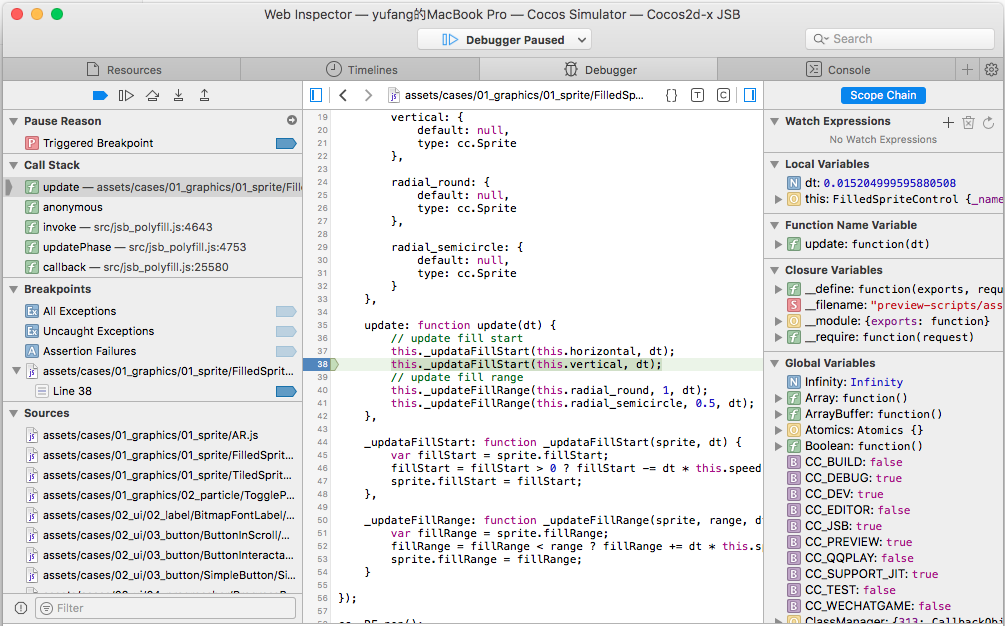 Web Inspector — yufang的MacBook Pro — Cocos Simulator — Cocos2d-x JSB
Debugger Paused
Search
Resources
Timelines
Debugger
Console
assets/cases/01_graphics/01_sprite/FilledSp...
{}
T
C
Scope Chain
Pause Reason
P Triggered Breakpoint
Call Stack
f update — assets/cases/01_graphics/01_sprite/Fill
f anonymous
f invoke — src/jsb_polyfill.js:4643
f updatePhase — src/jsb_polyfill.js:4753
f callback — src/jsb_polyfill.js:25580
Breakpoints
Ex All Exceptions
Ex Uncaught Exceptions
A Assertion Failures
js assets/cases/01_graphics/01_sprite/FilledSprit...
Line 38
Sources
js assets/cases/01_graphics/01_sprite/AR.js
js assets/cases/01_graphics/01_sprite/FilledSprit...
js assets/cases/01_graphics/01_sprite/TiledSprit...
js assets/cases/01_graphics/02_particle/ToggleP...
js assets/cases/02_ui/02_label/BitmapFontLabel/...
js assets/cases/02_ui/03_button/ButtonInScroll/...
js assets/cases/02_ui/03_button/ButtonInteracta...
js assets/cases/02_ui/03_button/SimpleButton/Si...
Filter
19 vertical: {
20 default: null,
21 type: cc.Sprite
22 },
23
24 radial_round: {
25 default: null,
26 type: cc.Sprite
27 },
28
29 radial_semicircle: {
30 default: null,
31 type: cc.Sprite
32 }
33 },
34
35 update: function update(dt) {
36 // update fill start
37 this._updataFillStart(this.horizontal, dt);
38 this._updataFillStart(this.vertical, dt);
39 // update fill range
40 this._updateFillRange(this.radial_round, 1, dt);
41 this._updateFillRange(this.radial_semicircle, 0.5, dt);
42 },
43
44 _updataFillStart: function _updataFillStart(sprite, dt) {
45 var fillStart = sprite.fillStart;
46 fillStart = fillStart > 0 ? fillStart -= dt * this.speed
47 sprite.fillStart = fillStart;
48 },
49
50 _updateFillRange: function _updateFillRange(sprite, range, d
51 var fillRange = sprite.fillRange;
52 fillRange = fillRange < range ? fillRange += dt * this.s
53 sprite.fillRange = fillRange;
54 }
55
56 });
57
Watch Expressions
No Watch Expressions
Local Variables
N dt: 0.015204999595880508
O this: FilledSpriteControl {_name
Function Name Variable
f update: function(dt)
Closure Variables
f __define: function(exports, requ
S __filename: "preview-scripts/ass
O __module: {exports: function}
f __require: function(request)
Global Variables
N Infinity: Infinity
f Array: function()
f ArrayBuffer: function()
O Atomics: Atomics {}
f Boolean: function()
B CC_BUILD: false
B CC_DEBUG: true
B CC_DEV: true
B CC_EDITOR: false
B CC_JSB: true
B CC_PREVIEW: true
B CC_QQPLAY: false
B CC_SUPPORT_JIT: true
B CC_TEST: false
B CC_WECHATGAME: false
O ClassManager: {313: CallbackObj